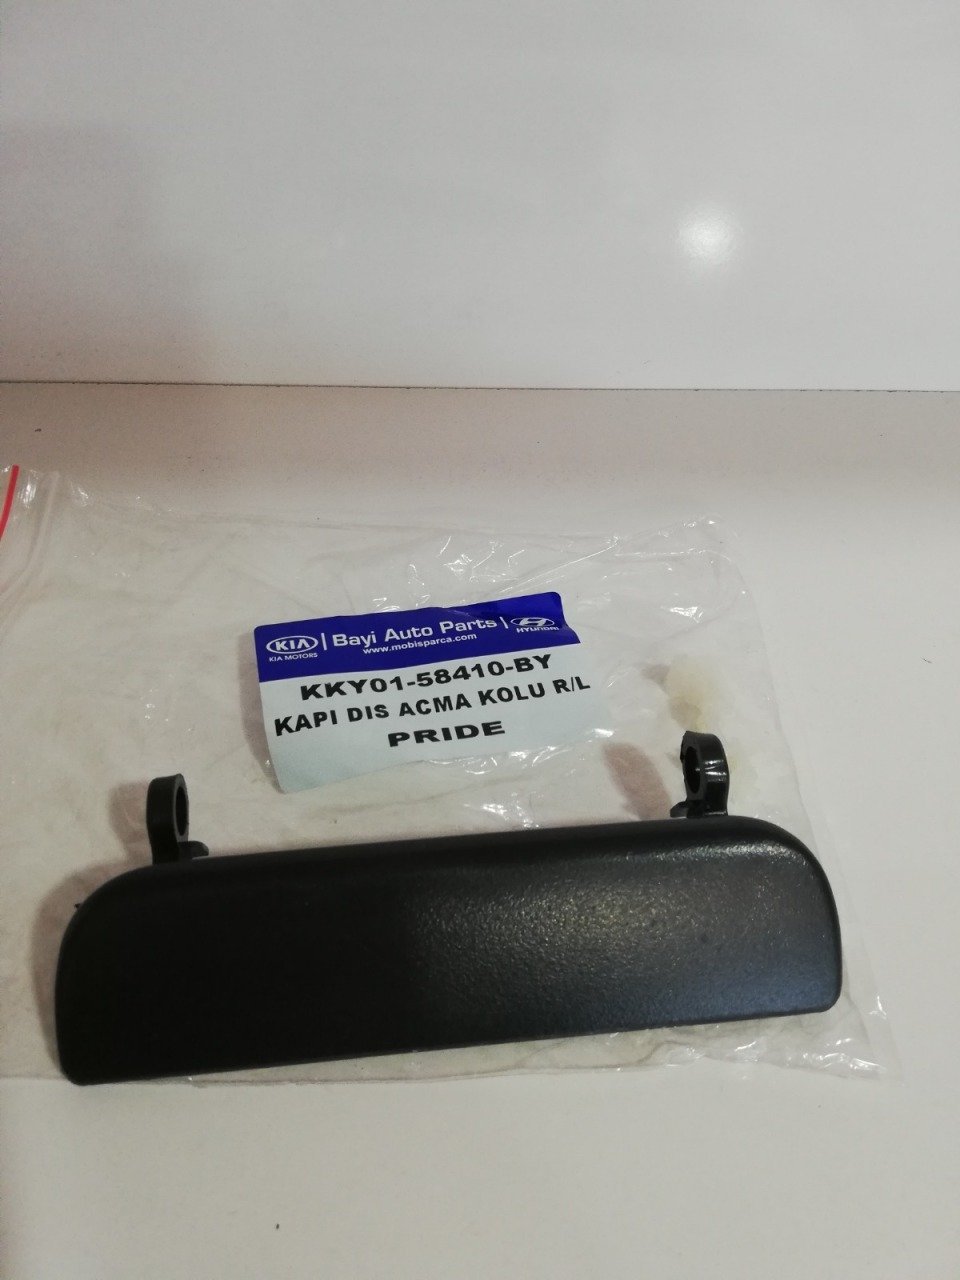 KIA | Bayi Auto Parts | HYUNDAI
KIA MOTORS www.mobisparca.com
KKY01-58410-BY
KAPI DIS ACMA KOLU R/L
PRIDE